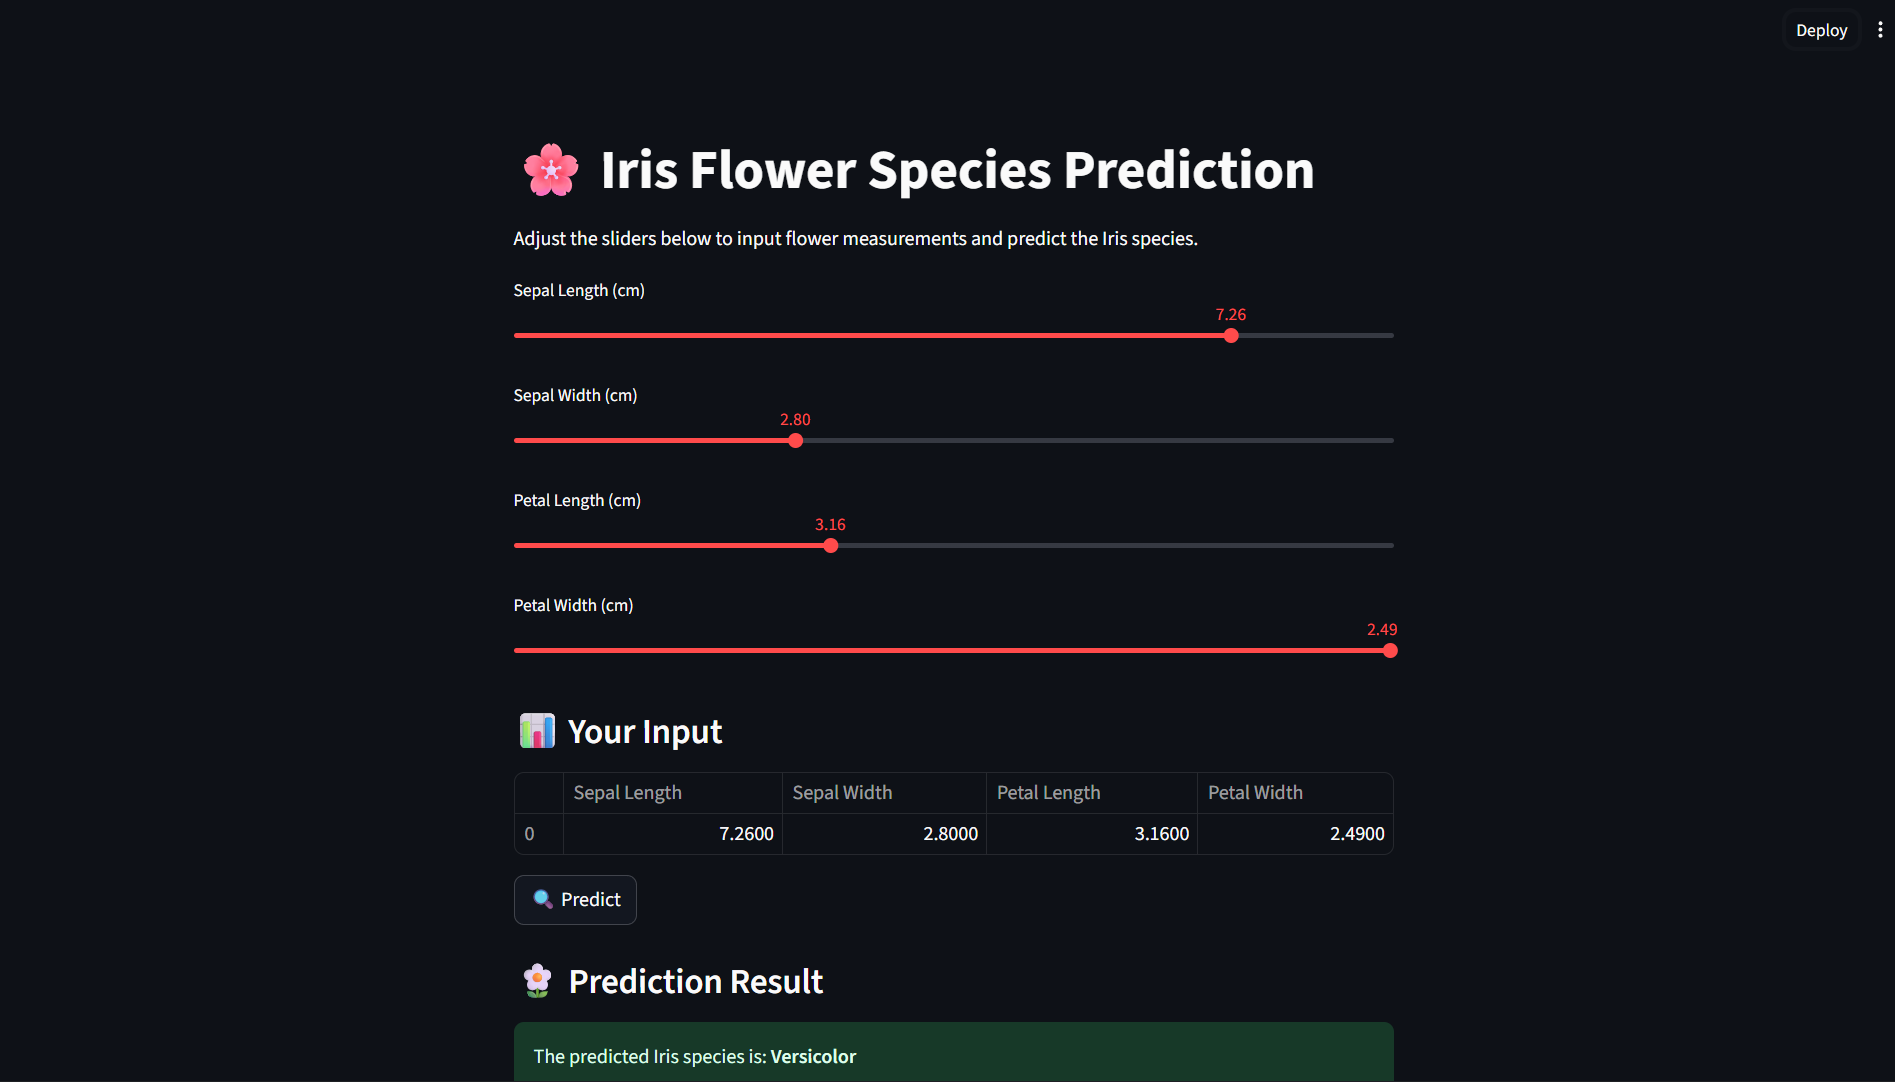 Deploy
Iris Flower Species Prediction
Adjust the sliders below to input flower measurements and predict the Iris species.
Sepal Length (cm)
7.26
Sepal Width (cm)
2.80
Petal Length (cm)
3.16
Petal Width (cm)
2.49
Your Input
Sepal Length Sepal Width Petal Length Petal Width
0 7.2600 2.8000 3.1600 2.4900
Predict
Prediction Result
The predicted Iris species is: Versicolor